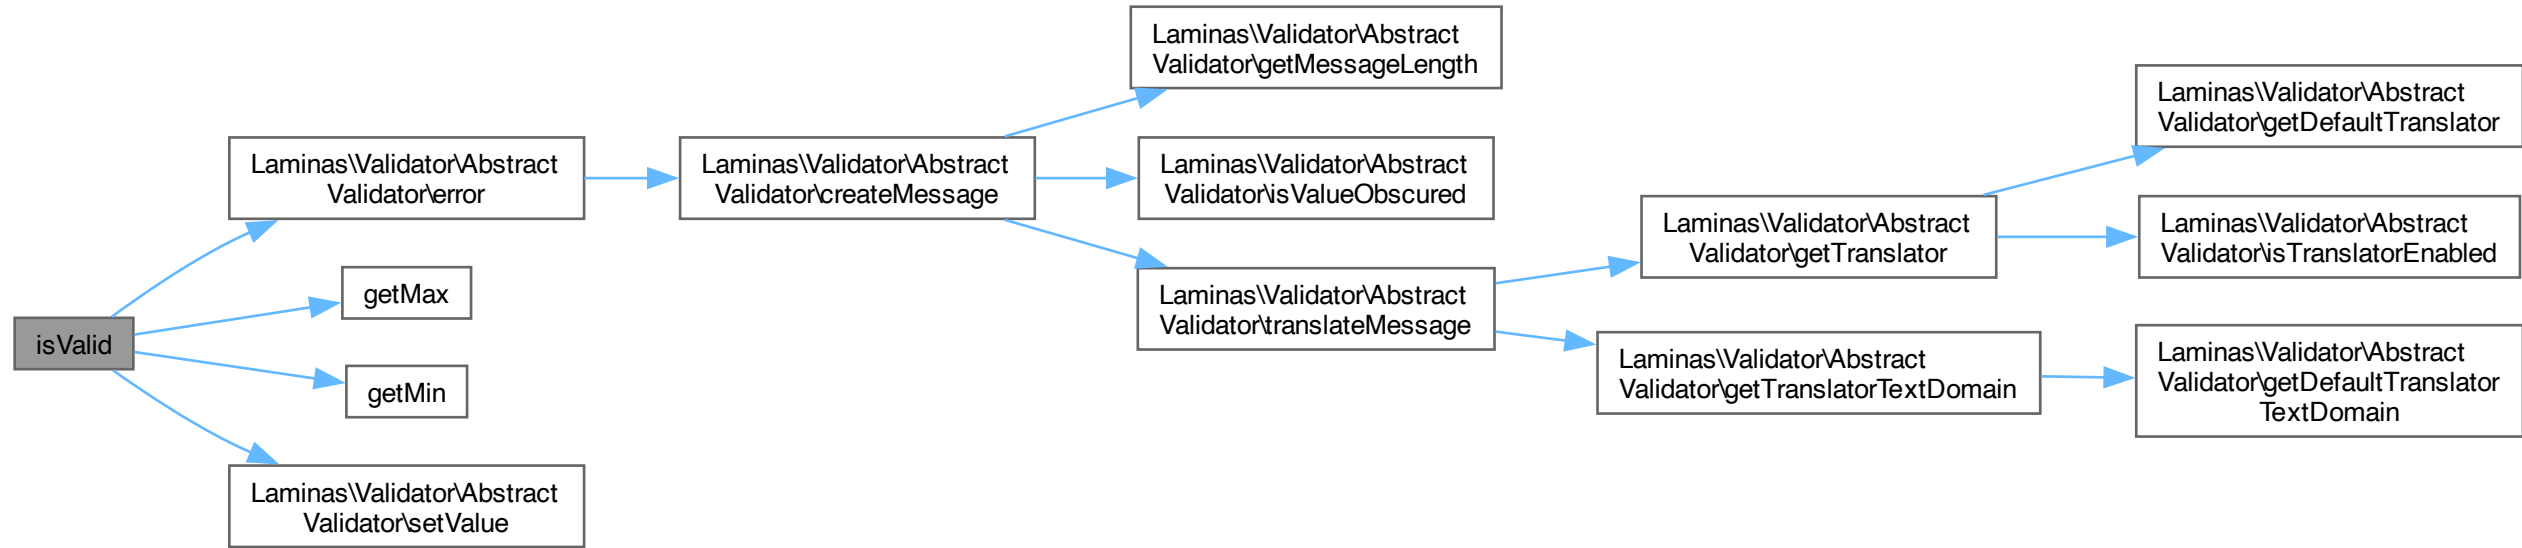 isValid
Laminas\Validator\Abstract
Validator\error
getMax
getMin
Laminas\Validator\Abstract
Validator\setValue
Laminas\Validator\Abstract
Validator\createMessage
Laminas\Validator\Abstract
Validator\getMessageLength
Laminas\Validator\Abstract
Validator\isValueObscured
Laminas\Validator\Abstract
Validator\translateMessage
Laminas\Validator\Abstract
Validator\getTranslator
Laminas\Validator\Abstract
Validator\getTranslatorTextDomain
Laminas\Validator\Abstract
Validator\getDefaultTranslator
Laminas\Validator\Abstract
Validator\isTranslatorEnabled
Laminas\Validator\Abstract
Validator\getDefaultTranslator
TextDomain